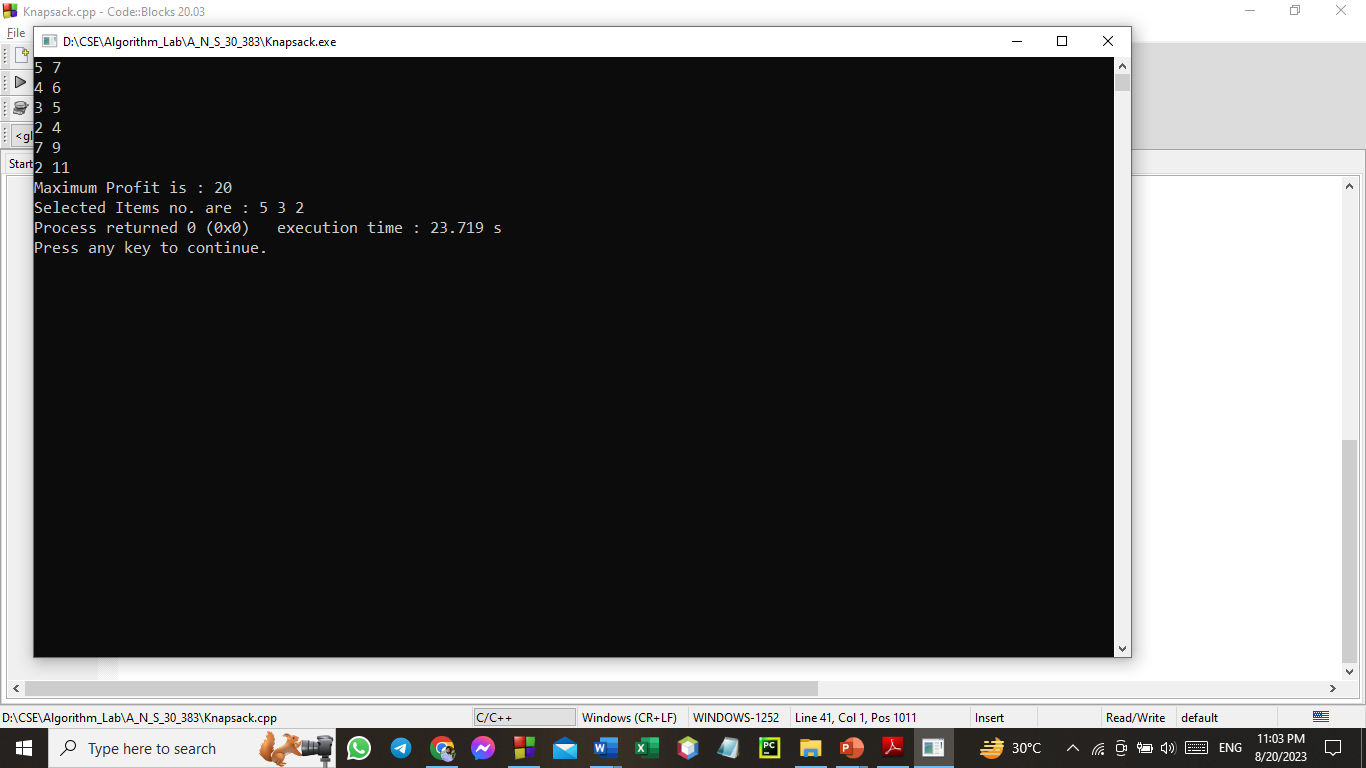 Knapsack.cpp - Code::Blocks 20.03
File
D:\CSE\Algorithm_Lab\A_N_S_30_383\Knapsack.exe
5 7
4 6
3 5
2 4
7 9
2 11
Maximum Profit is : 20
Selected Items no. are : 5 3 2
Process returned 0 (0x0)   execution time : 23.719 s
Press any key to continue.
<gl
Start
D:\CSE\Algorithm_Lab\A_N_S_30_383\Knapsack.cpp
C/C++
Windows (CR+LF)
WINDOWS-1252
Line 41, Col 1, Pos 1011
Insert
Read/Write
default
Type here to search
W
X
PC
P
30°C
ENG
11:03 PM
8/20/2023